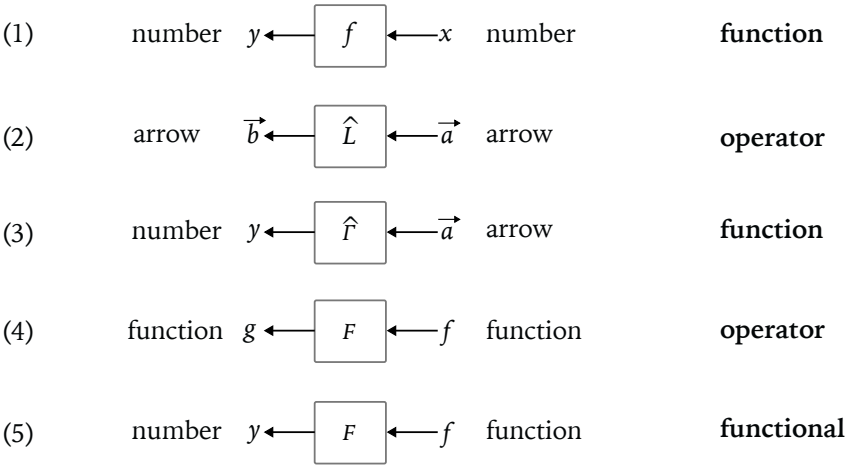 (1) number y f x number function
(2) arrow b⃗ L̂ a⃗ arrow operator
(3) number y Γ̂ a⃗ arrow function
(4) function g F f function operator
(5) number y F f function functional